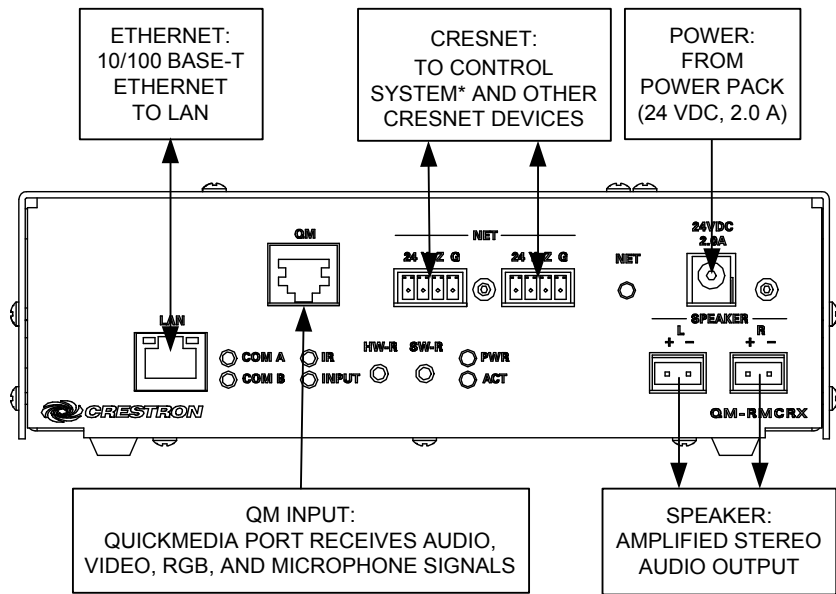 ETHERNET:
10/100 BASE-T
ETHERNET
TO LAN
CRESNET:
TO CONTROL
SYSTEM* AND OTHER
CRESNET DEVICES
POWER:
FROM
POWER PACK
(24 VDC, 2.0 A)
QM
NET
24 Y Z G
24 Y Z G
NET
24VDC
2.0A
SPEAKER
L
R
+ -
+ -
LAN
COM A
COM B
IR
INPUT
HW-R
SW-R
PWR
ACT
CRESTRON
QM-RMCRX
QM INPUT:
QUICKMEDIA PORT RECEIVES AUDIO,
VIDEO, RGB, AND MICROPHONE SIGNALS
SPEAKER:
AMPLIFIED STEREO
AUDIO OUTPUT